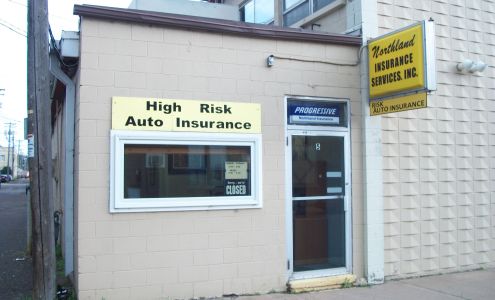 High Risk
Auto Insurance
PROGRESSIVE
CLOSED
Northland
INSURANCE
SERVICES, INC.
RISK
AUTO INSURANCE